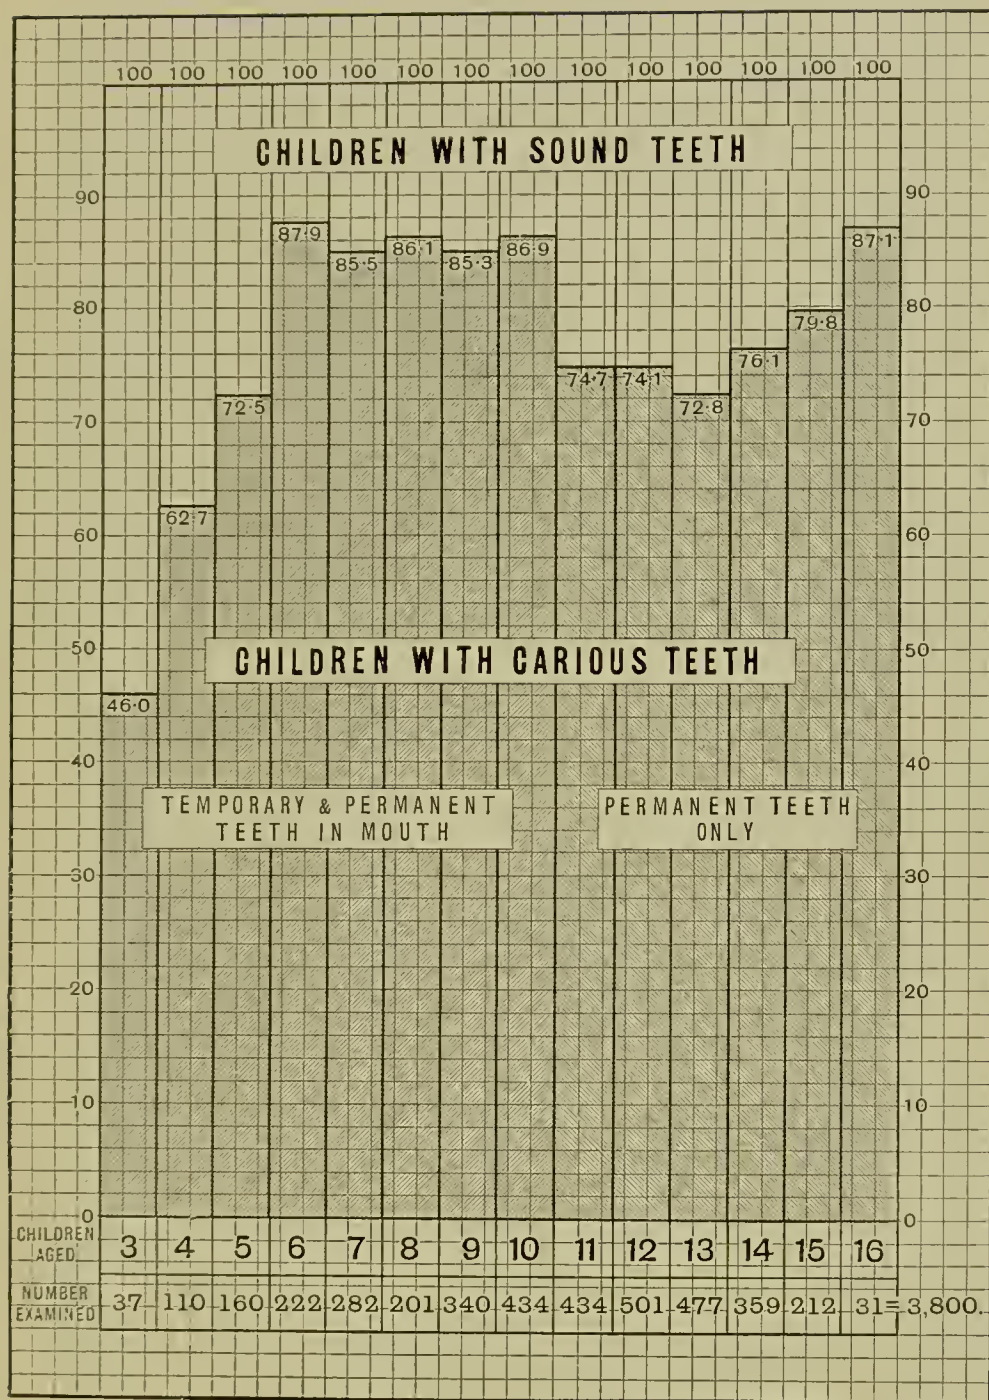 100 100 100 100 100 100 100 100 100 100 100 100 100 100
CHILDREN WITH SOUND TEETH
90 90
87·9
85·5
86·1
85·3
86·9
87·1
80 80
79·8
76·1
74·7 74·1
72·5
72·8
70 70
62·7
60 60
50 50
CHILDREN WITH CARIOUS TEETH
46·0
40 40
TEMPORARY & PERMANENT
TEETH IN MOUTH
PERMANENT TEETH
ONLY
30 30
20 20
10 10
0 0
CHILDREN
AGED
3 4 5 6 7 8 9 10 11 12 13 14 15 16
NUMBER
EXAMINED
37 110 160 222 282 201 340 434 434 501 477 359 212 31 = 3,800.